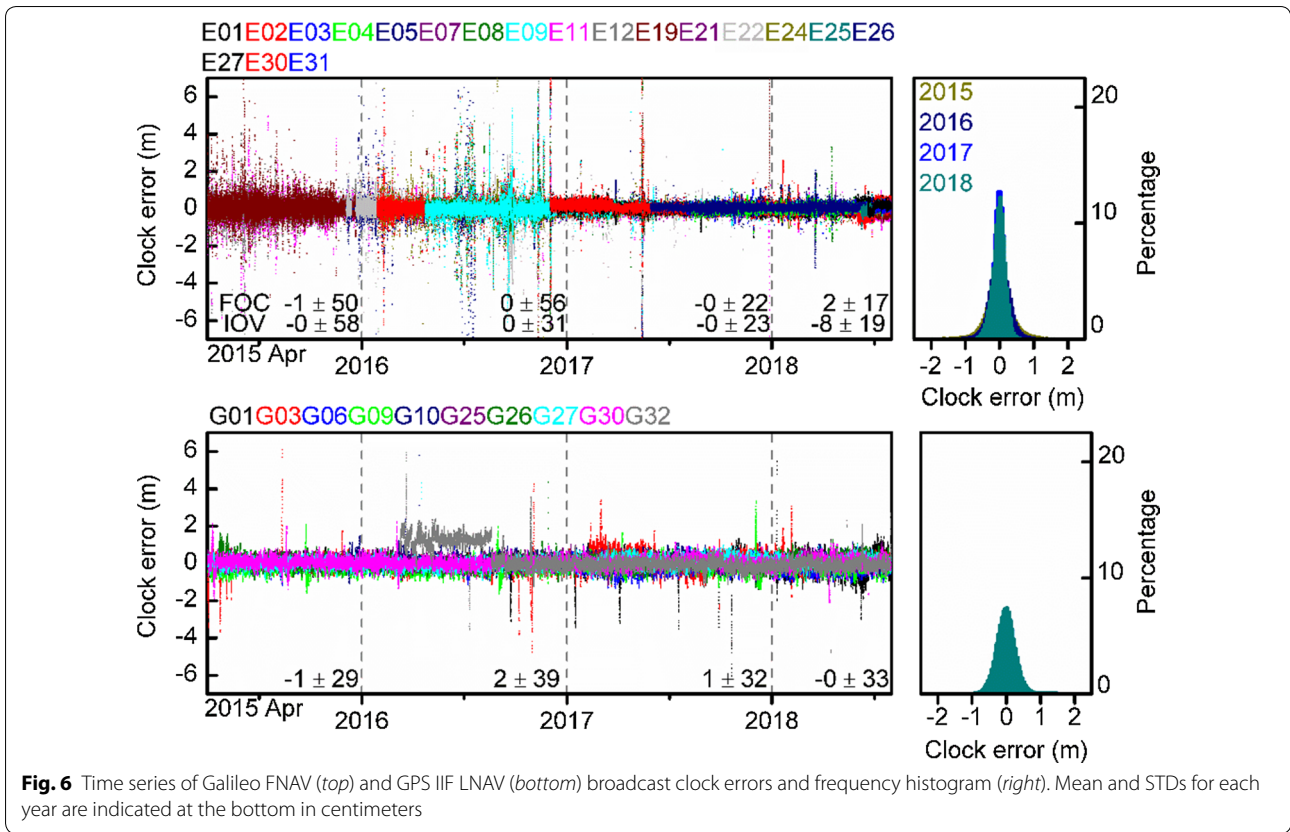 E01E02E03E04E05E07E08E09E11E12E19E21E22E24E25E26
E27E30E31
Clock error (m)
6
4
2
0
-2
-4
-6
FOC -1 ± 50 0 ± 56 -0 ± 22 2 ± 17
IOV -0 ± 58 0 ± 31 -0 ± 23 -8 ± 19
2015 Apr
2016 2017 2018
2015
2016
2017
2018
20
10
0
Percentage
-2 -1 0 1 2
Clock error (m)
G01G03G06G09G10G25G26G27G30G32
Clock error (m)
6
4
2
0
-2
-4
-6
-1 ± 29 2 ± 39 1 ± 32 -0 ± 33
2015 Apr
2016 2017 2018
20
10
0
Percentage
-2 -1 0 1 2
Clock error (m)
Fig. 6 Time series of Galileo FNAV (top) and GPS IIF LNAV (bottom) broadcast clock errors and frequency histogram (right). Mean and STDs for each
year are indicated at the bottom in centimeters